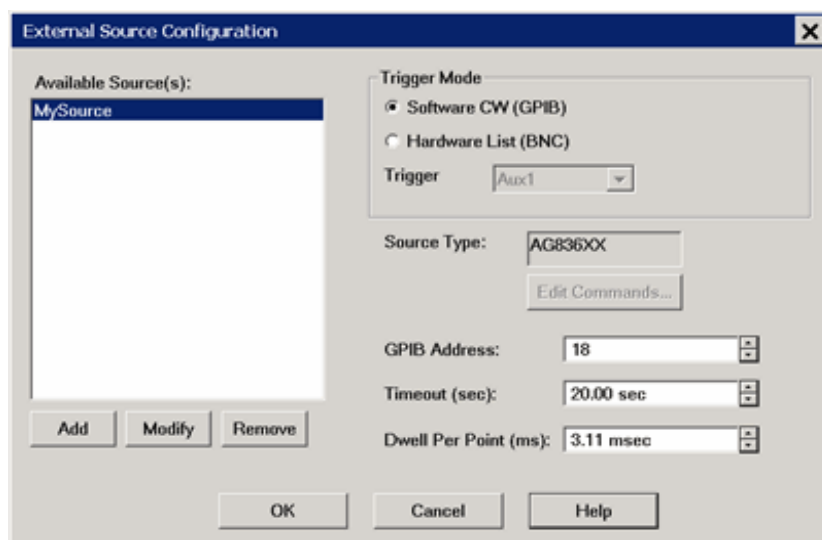 External Source Configuration
Available Source(s):
MySource
Add
Modify
Remove
Trigger Mode
Software CW (GPIB)
Hardware List (BNC)
Trigger
Aux1
Source Type:
AG836XX
Edit Commands...
GPIB Address:
18
Timeout (sec):
20.00 sec
Dwell Per Point (ms):
3.11 msec
OK
Cancel
Help